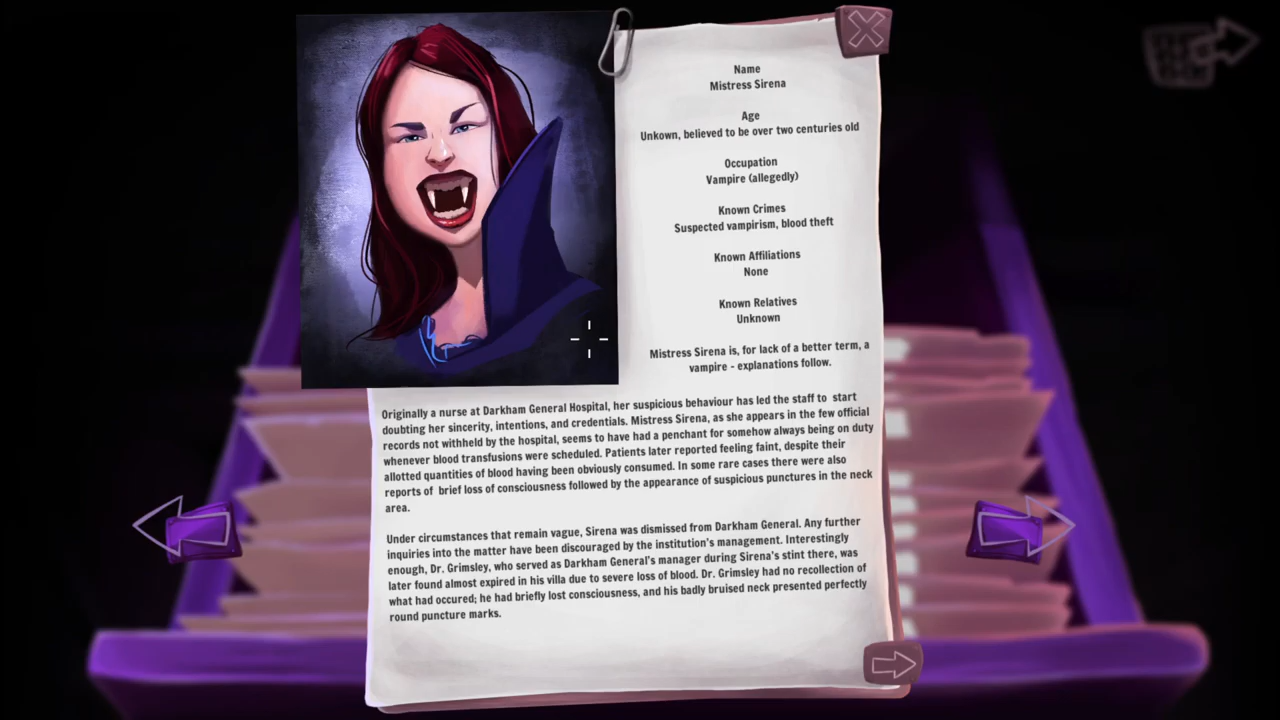 Name
Mistress Sirena
Age
Unkown, believed to be over two centuries old
Occupation
Vampire (allegedly)
Known Crimes
Suspected vampirism, blood theft
Known Affiliations
None
Known Relatives
Unknown
Mistress Sirena is, for lack of a better term, a
vampire - explanations follow.
Originally a nurse at Darkham General Hospital, her suspicious behaviour has led the staff to start
doubting her sincerity, intentions, and credentials. Mistress Sirena, as she appears in the few official
records not withheld by the hospital, seems to have had a penchant for somehow always being on duty
whenever blood transfusions were scheduled. Patients later reported feeling faint, despite their
allotted quantities of blood having been obviously consumed. In some rare cases there were also
reports of brief loss of consciousness followed by the appearance of suspicious punctures in the neck
area.
Under circumstances that remain vague, Sirena was dismissed from Darkham General. Any further
inquiries into the matter have been discouraged by the institution's management. Interestingly
enough, Dr. Grimsley, who served as Darkham General's manager during Sirena's stint there, was
later found almost expired in his villa due to severe loss of blood. Dr. Grimsley had no recollection of
what had occured; he had briefly lost consciousness, and his badly bruised neck presented perfectly
round puncture marks.